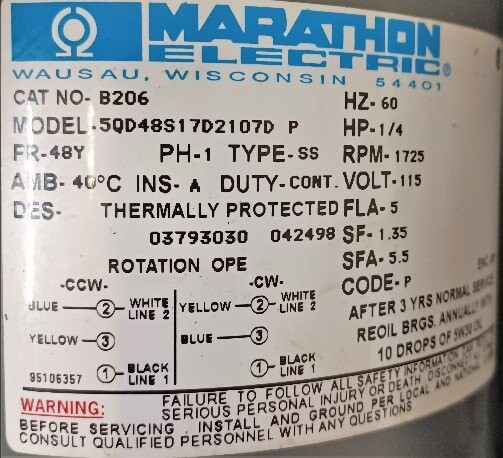 MARATHON
ELECTRIC®
WAUSAU, WISCONSIN 54401
CAT NO- B206 HZ- 60
MODEL-5QD48S17D2107D P HP-1/4
FR-48Y PH-1 TYPE-SS RPM-1725
AMB- 40°C INS- A DUTY-CONT. VOLT-115
DES- THERMALLY PROTECTED FLA-5
03793030 042498 SF-1.35
SFA-5.5
ROTATION OPE
CODE-P
-CCW- -CW-
BLUE 2 WHITE LINE 2 YELLOW 2 WHITE LINE 2
YELLOW 3 BLUE 3
1 BLACK LINE 1 1 BLACK LINE 1
95106357
AFTER 3 YRS NORMAL
REOIL BRGS. ANNUALLY
10 DROPS OF 5W30 OIL
WARNING: FAILURE TO FOLLOW ALL SAFETY INFORMATION
SERIOUS PERSONAL INJURY OR DEATH. DISCONNECT
BEFORE SERVICING, INSTALL AND GROUND PER LOCAL AND
CONSULT QUALIFIED PERSONNEL WITH ANY QUESTIONS